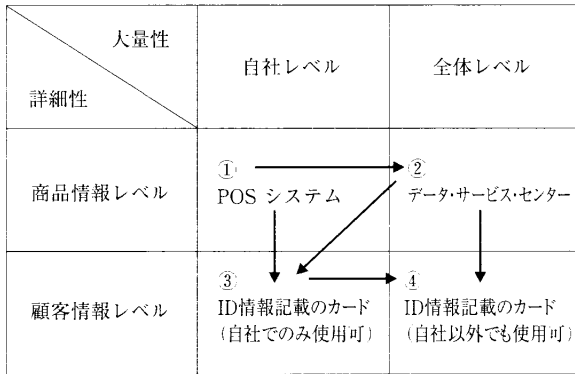 大量性
詳細性
自社レベル
全体レベル
商品情報レベル
①
POS システム
②
データ・サービス・センター
顧客情報レベル
③
ID情報記載のカード
(自社でのみ使用可)
④
ID情報記載のカード
(自社以外でも使用可)